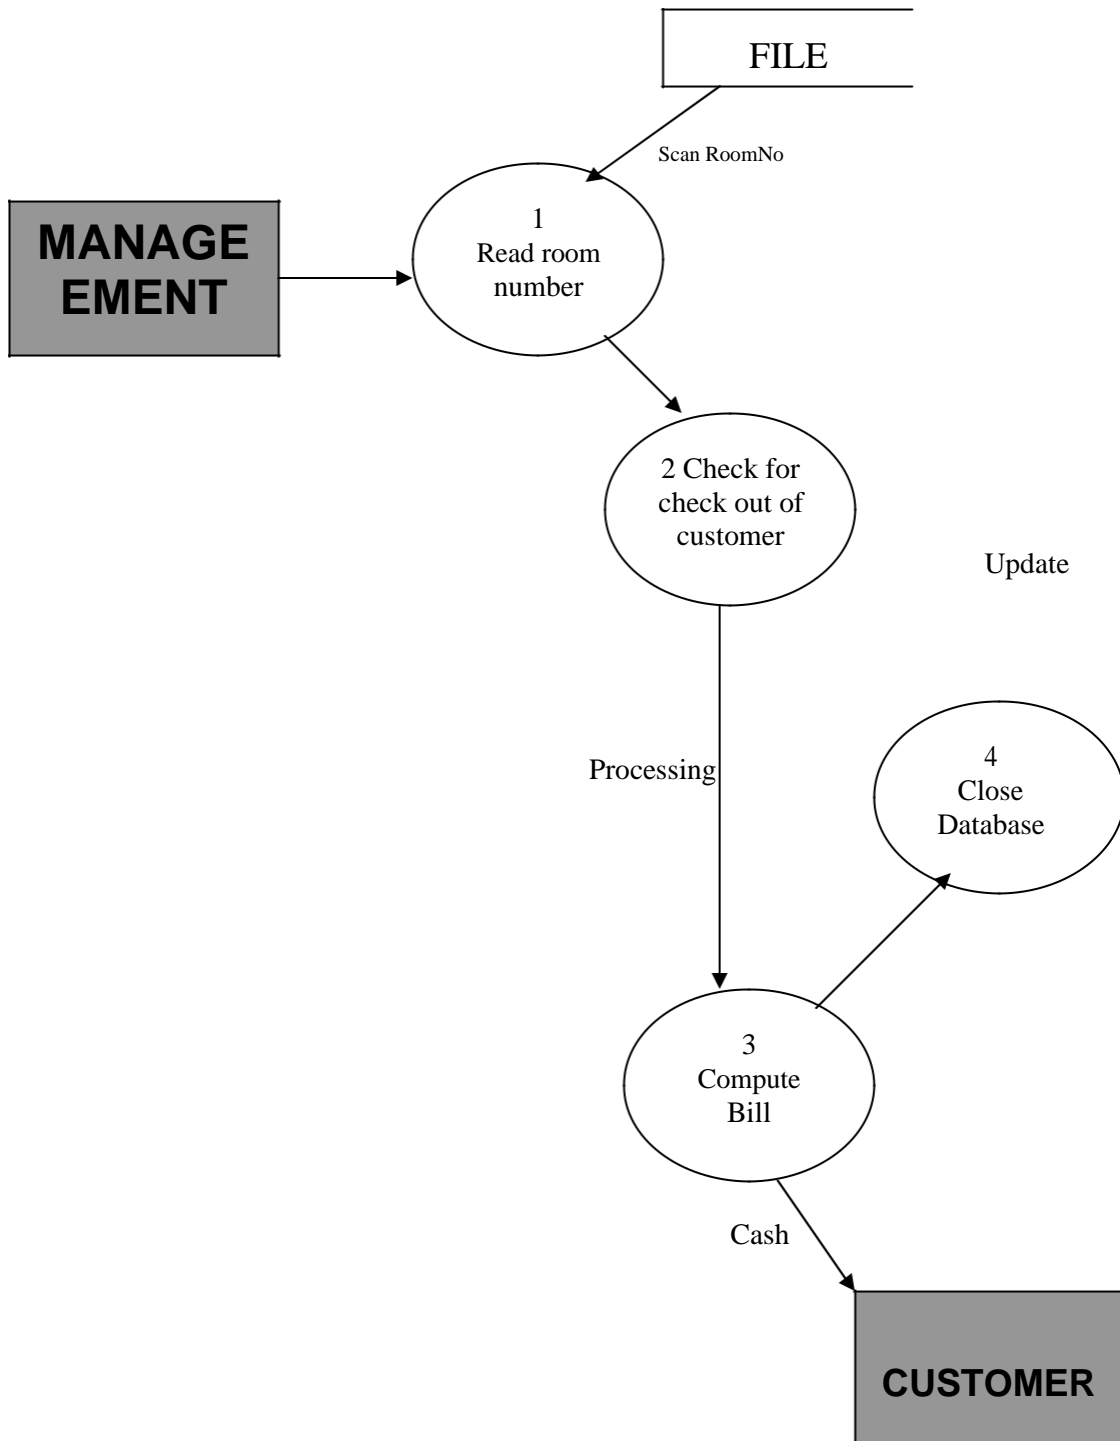 FILE
Scan RoomNo
1
Read room
number
MANAGE
EMENT
2 Check for
check out of
customer
Update
Processing
4
Close
Database
3
Compute
Bill
Cash
CUSTOMER